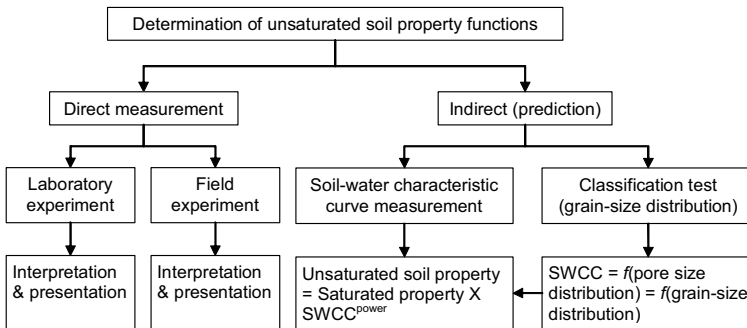 Determination of unsaturated soil property functions
Direct measurement
Indirect (prediction)
Laboratory
experiment
Field
experiment
Soil-water characteristic
curve measurement
Classification test
(grain-size distribution)
Interpretation
& presentation
Interpretation
& presentation
Unsaturated soil property
= Saturated property X
SWCC^power
SWCC = f(pore size
distribution) = f(grain-size
distribution)